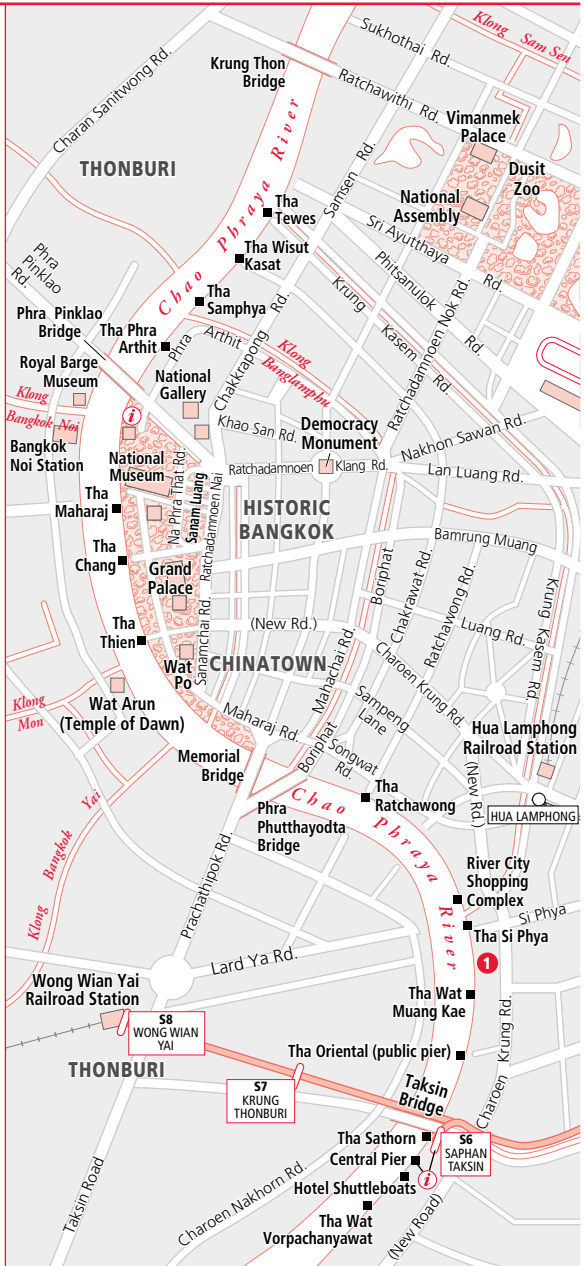 Klong Sam Sen
Sukhothai Rd.
Krung Thon
Bridge
Ratchawithi Rd.
Charan Sanitwong Rd.
Vimanmek
Palace
THONBURI
Chao Phraya River
Samsen Rd.
Dusit
Zoo
National
Assembly
Tha
Tewes
Sri Ayutthaya Rd.
Phra
Pinklao
Rd.
Tha Wisut
Kasat
Phitsanulok Rd.
Krung Kasem Rd.
Tha
Samphya
Ratchadamnoen Nok Rd.
Phra Pinklao
Bridge
Tha Phra
Arthit
Phra Arthit
Chakkrapong Rd.
Klong
Banglamphu
Royal Barge
Museum
National
Gallery
Klong
Bangkok Noi
i
Khao San Rd.
Democracy
Monument
Nakhon Sawan Rd.
Bangkok
Noi Station
National
Museum
Na Phra That Rd.
Sanam Luang
Ratchadamnoen Nai
Ratchadamnoen Klang Rd.
Lan Luang Rd.
Tha
Maharaj
HISTORIC
BANGKOK
Bamrung Muang
Tha
Chang
Grand
Palace
Boriphat
Chakrawat Rd.
Ratchawong Rd.
Krung Kasem Rd.
Tha
Thien
Sanamchai Rd.
(New Rd.)
Luang Rd
Wat
Po
CHINATOWN
Mahachai Rd.
Charoen Krung Rd.
Wat Arun
(Temple of Dawn)
Klong
Mon
Maharaj Rd.
Sampeng
Lane
Hua Lamphong
Railroad Station
Memorial
Bridge
Boriphat
Songwat
Rd.
(New Rd.)
Tha
Ratchawong
HUA LAMPHONG
Klong Bangkok Yai
Phra
Phutthayodta
Bridge
Chao Phraya River
Prachathipok Rd.
River City
Shopping
Complex
Si Phya
Tha Si Phya
Lard Ya Rd.
1
Wong Wian Yai
Railroad Station
Tha Wat
Muang Kae
S8
WONG WIAN
YAI
Charoen Krung Rd.
Tha Oriental (public pier)
THONBURI
S7
KRUNG
THONBURI
Taksin
Bridge
Tha Sathorn
S6
SAPHAN
TAKSIN
Central Pier
i
Hotel Shuttleboats
Charoen Nakhorn Rd.
Taksin Road
Tha Wat
Vorpachanyawat
(New Road)